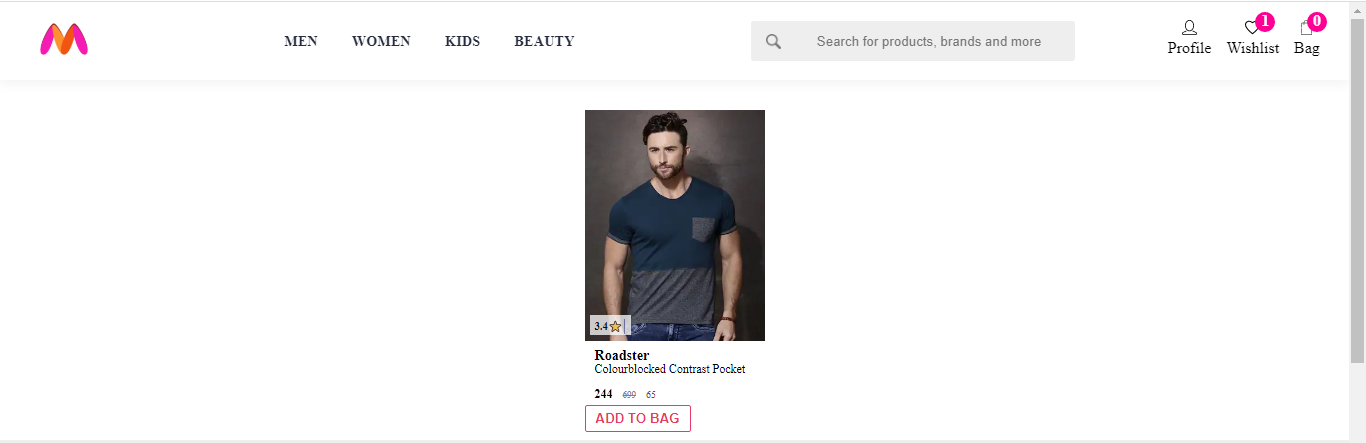 MEN WOMEN KIDS BEAUTY Search for products, brands and more 1 0
Profile Wishlist Bag
3.4
Roadster
Colourblocked Contrast Pocket
244 699 65
ADD TO BAG